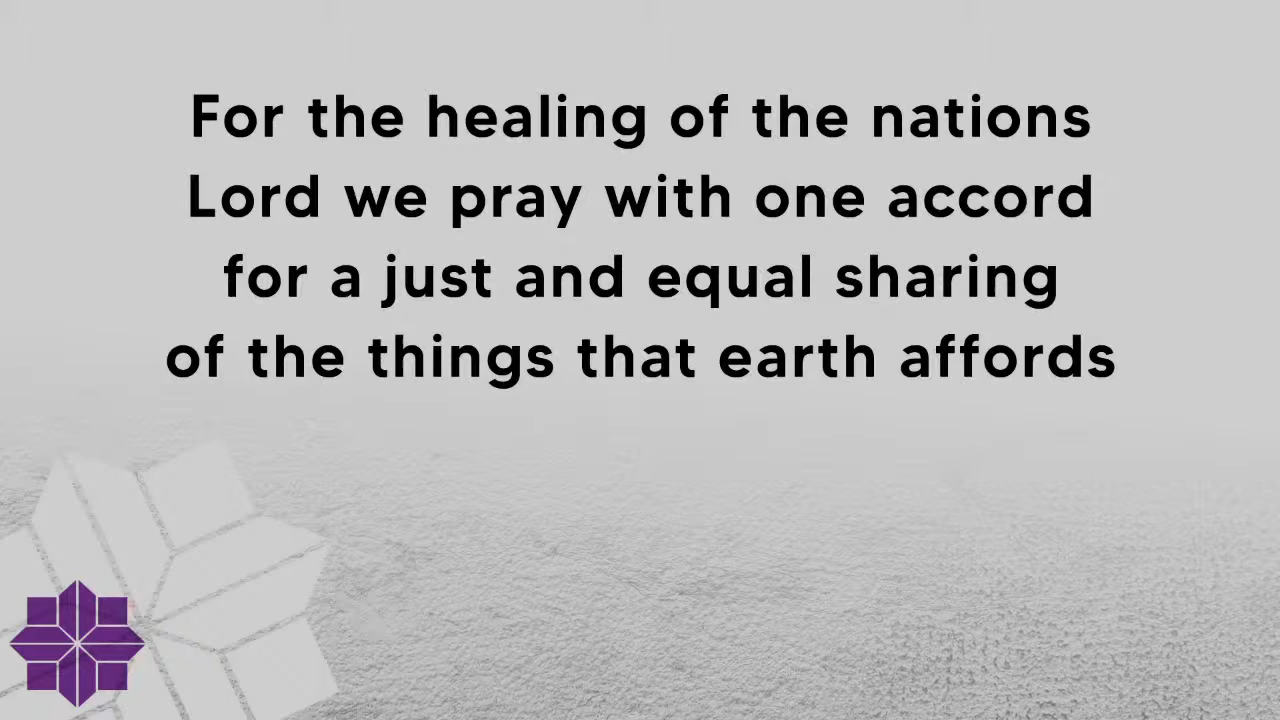 For the healing of the nations
Lord we pray with one accord
for a just and equal sharing
of the things that earth affords